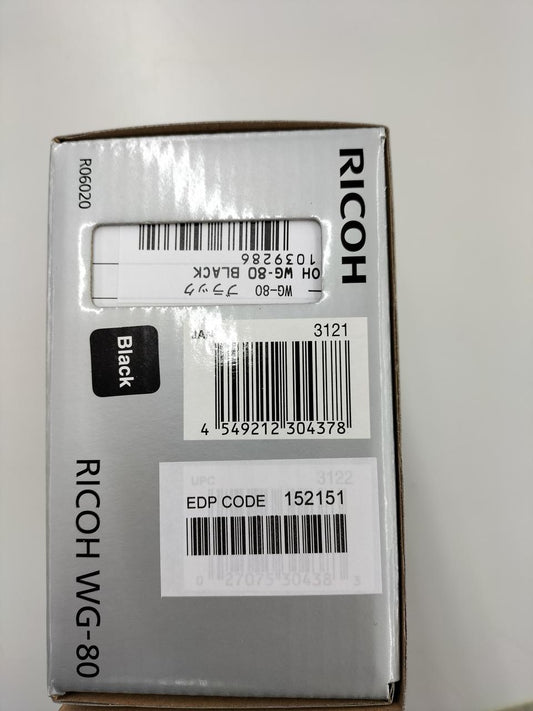 RICOH
R06020
1039286
OH WG-80 BLACK
WG-80 ブラック
Black
JAN
3121
4 549212 304378
UPC
3122
EDP CODE 152151
0 27075 30438 3
RICOH WG-80